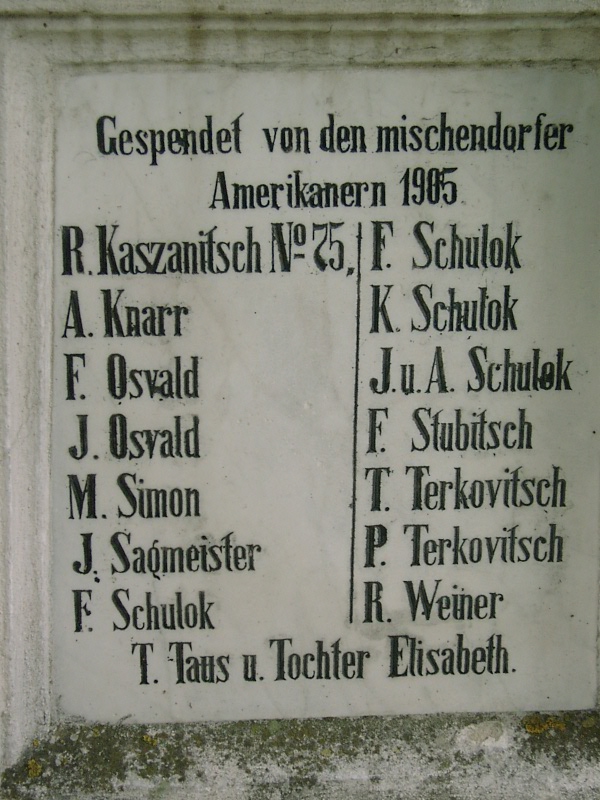 Gespendet von den mischendorfer
Amerikanern 1905
R. Kaszanitsch No 75,
A. Knarr
F. Osvald
J. Osvald
M. Simon
J. Sagmeister
F. Schulok
F. Schulok
K. Schulok
J. u. A. Schulok
F. Stubitsch
T. Terkovitsch
P. Terkovitsch
R. Weiner
T. Taus u. Tochter Elisabeth.